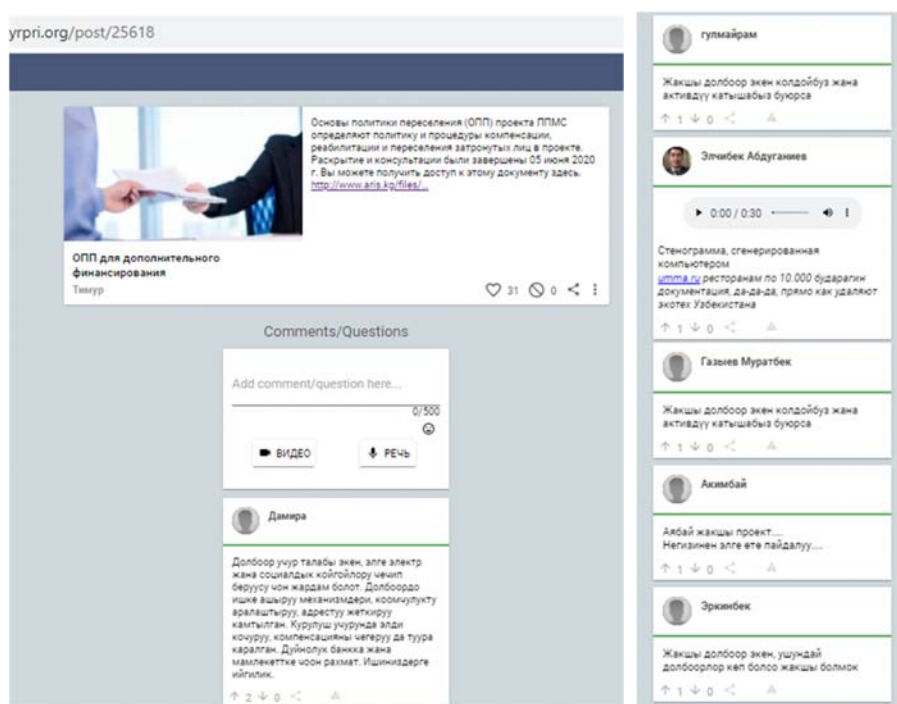 yrpri.org/post/25618
Основы политики переселения (ОПП) проекта ППМС
определяют политику и процедуры компенсации,
реабилитации и переселения затронутых лиц в проекте.
Раскрытие и консультации были завершены 05 июня 2020
г. Вы можете получить доступ к этому документу здесь.
http://www.aris.kg/files/...
ОПП для дополнительного
финансирования
Тимур
31 0
Comments/Questions
Add comment/question here...
0/500
ВИДЕО РЕЧЬ
Дамира
Долбоор учур талабы экен, элге электр
жана социалдык койгойлору чечип
беруусу чон жардам болот. Долбоордо
ишке ашыруу механизмдери, коомчулукту
аралаштыруу, адрестуу жеткируу
камтылган. Курулуш учурунда элди
кочуруу, компенсацияны чегеруу да туура
каралган. Дуйнолук банкка жана
мамлекеттке чоон рахмат. Ишиниздерге
ийгилик.
2 0
гулмайрам
Жакшы долбоор экен колдойбуз жана
активдүү катышабыз буюрса
1 0
Элчибек Абдуганиев
0:00 / 0:30
Стенограмма, сгенерированная
компьютером
umma.ru ресторанам по 10.000 бударагин
документация, да-да-да, прямо как удаляют
экотех Узбекистана
1 0
Газыев Муратбек
Жакшы долбоор экен колдойбуз жана
активдүү катышабыз буюрса
1 0
Акимбай
Аябай жакшы проект....
Негизинен элге өтө пайдалуу....
1 0
Эркинбек
Жакшы долбоор экен, ушундай
долбоорлор көп болсо жакшы болмок
1 0